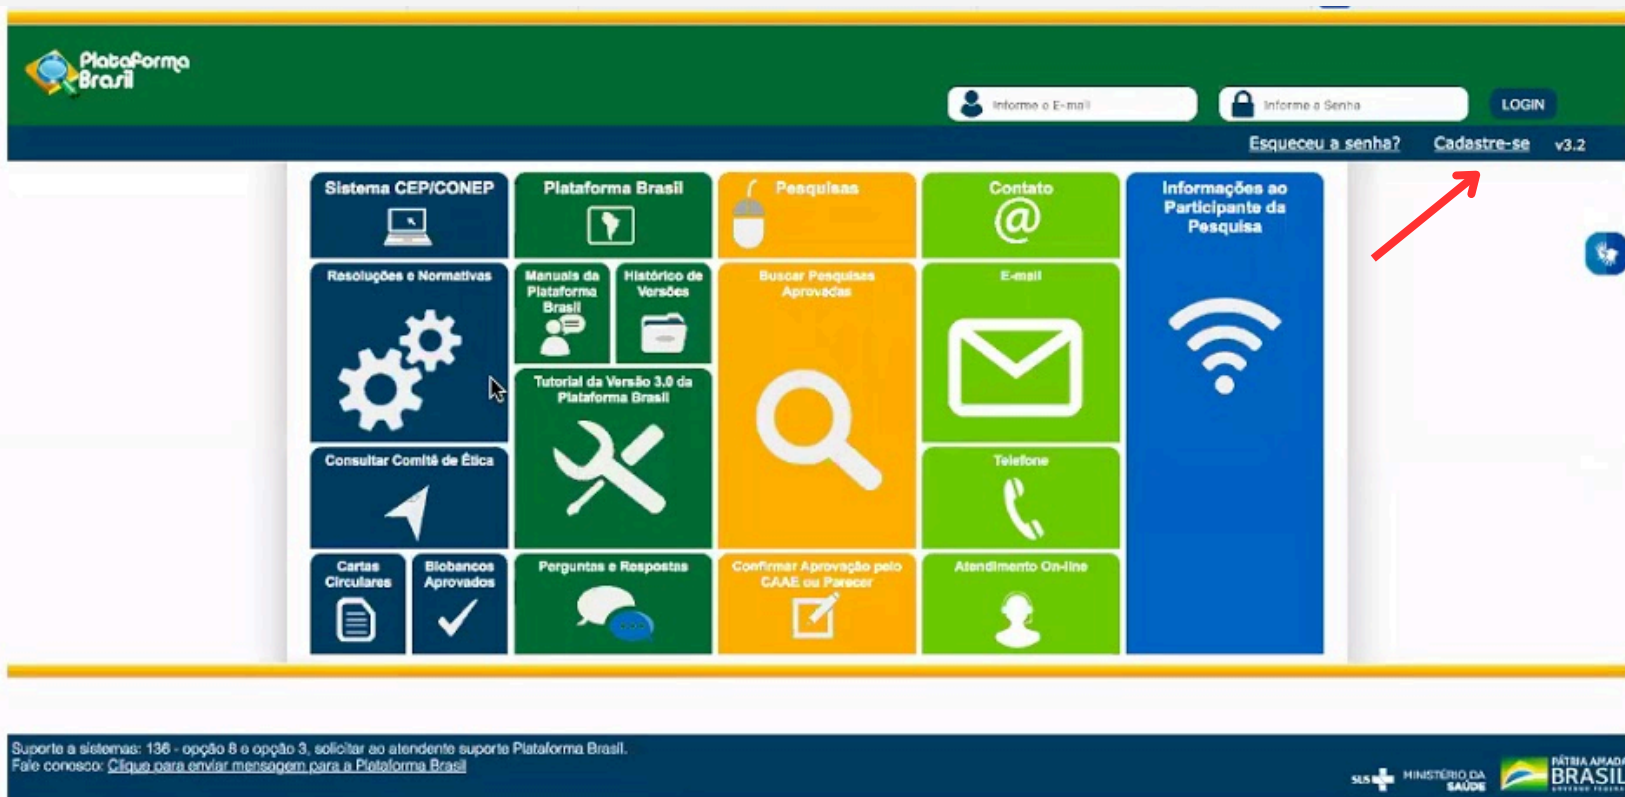 Plataforma
Brasil
Informe o E-mail
Informe a Senha
LOGIN
Esqueceu a senha?
Cadastre-se
v3.2
Sistema CEP/CONEP
Plataforma Brasil
Pesquisas
Contato
@
Informações ao
Participante da
Pesquisa
Resoluções e Normativas
Manuais da
Plataforma
Brasil
Histórico de
Versões
Buscar Pesquisas
Aprovadas
E-mail
Tutorial da Versão 3.0 da
Plataforma Brasil
Consultar Comitê de Ética
Telefone
Cartas
Circulares
Biobancos
Aprovados
Perguntas e Respostas
Confirmar Aprovação pelo
CAAE ou Parecer
Atendimento On-line
Suporte a sistemas: 136 - opção 8 e opção 3, solicitar ao atendente suporte Plataforma Brasil.
Fale conosco: Clique para enviar mensagem para a Plataforma Brasil
SUS
MINISTÉRIO DA
SAÚDE
PÁTRIA AMADA
BRASIL
GOVERNO FEDERAL